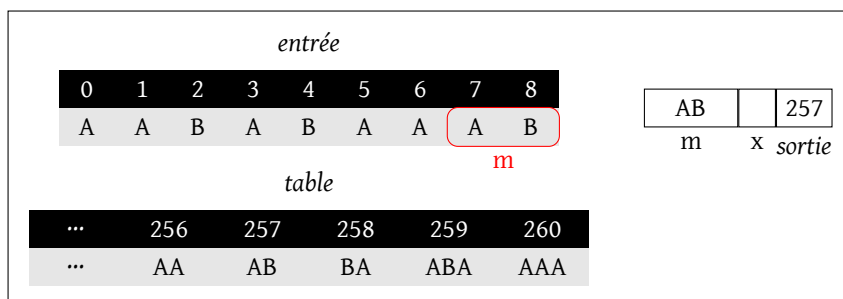 entrée
0 1 2 3 4 5 6 7 8
A A B A B A A A B
m
AB 257
m x sortie
table
... 256 257 258 259 260
... AA AB BA ABA AAA